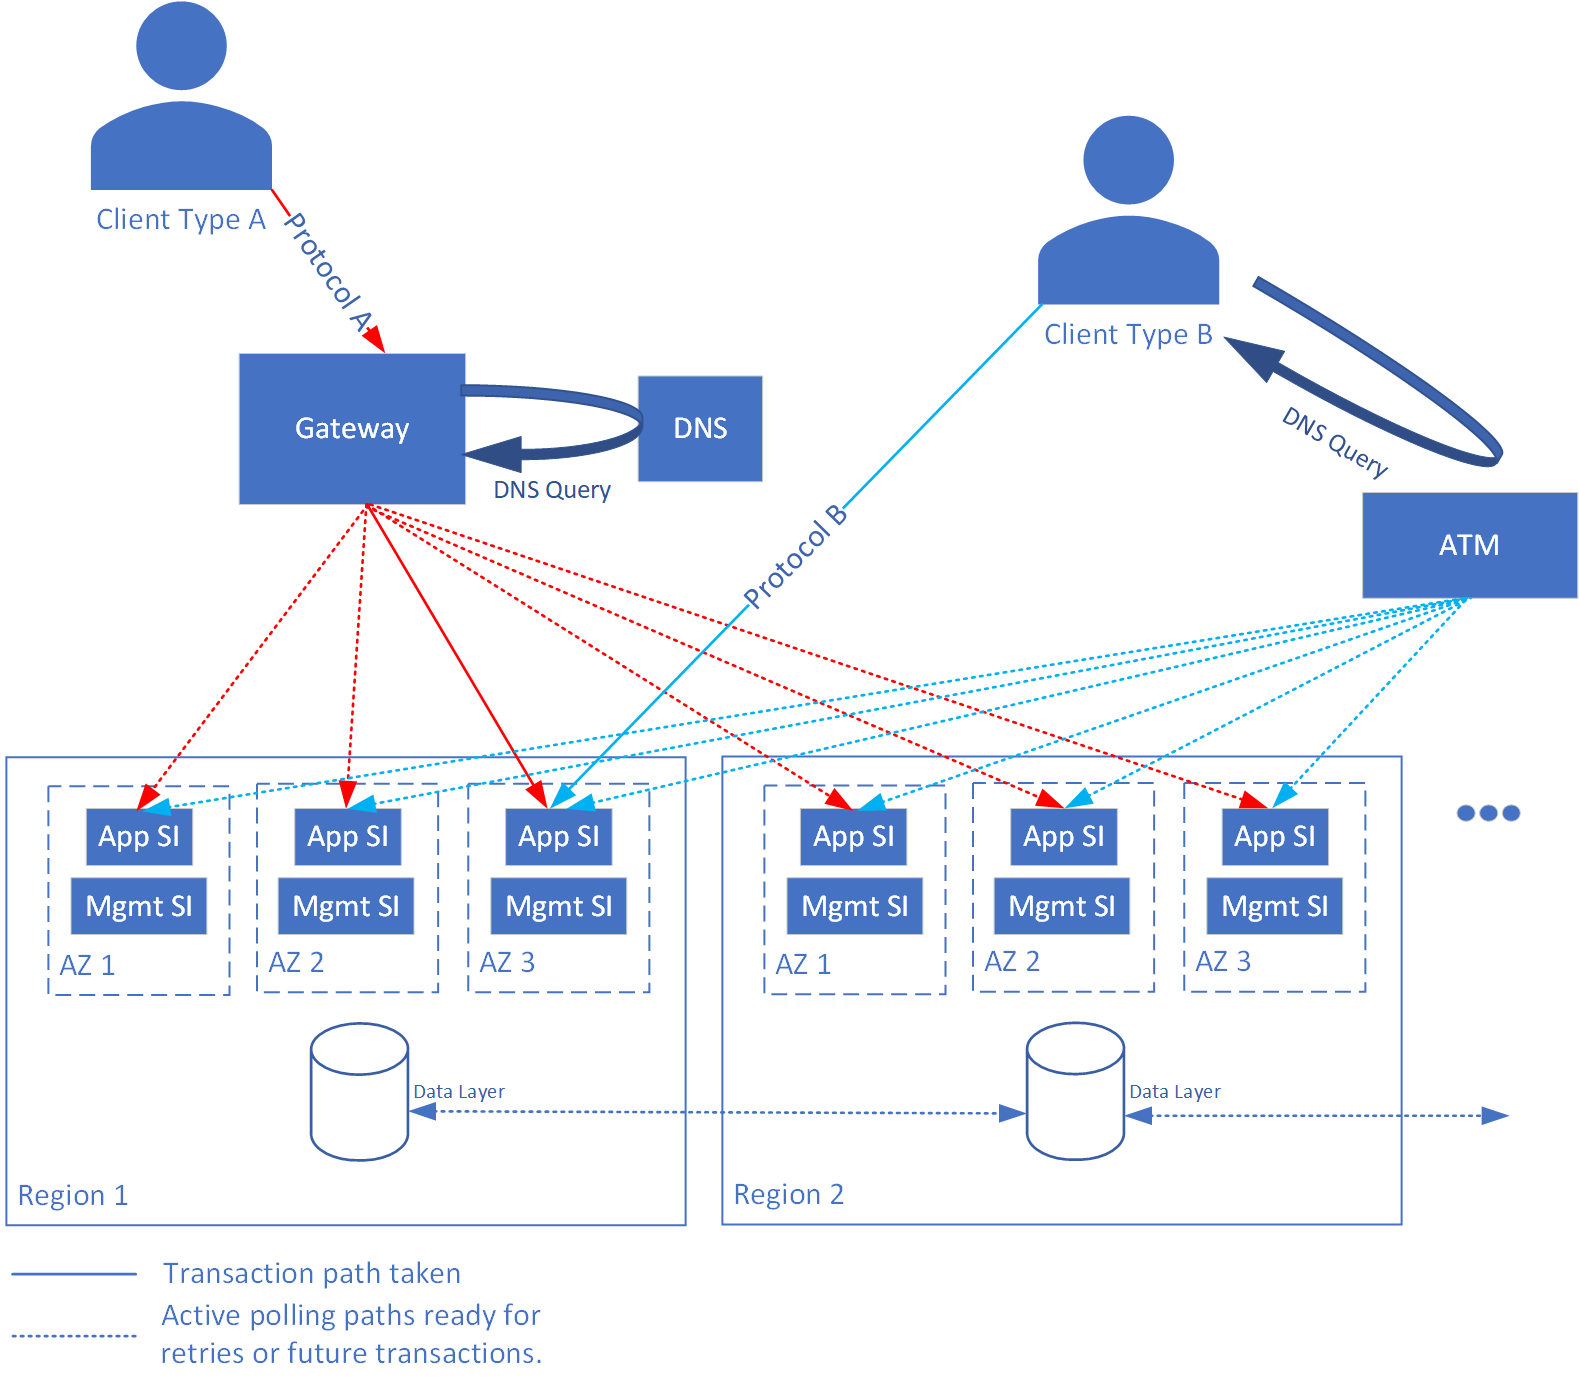 Client Type A
Protocol A
Client Type B
DNS Query
Gateway
DNS
DNS Query
Protocol B
ATM
App SI
App SI
App SI
App SI
App SI
App SI
Mgmt SI
Mgmt SI
Mgmt SI
Mgmt SI
Mgmt SI
Mgmt SI
AZ 1
AZ 2
AZ 3
AZ 1
AZ 2
AZ 3
Data Layer
Data Layer
Region 1
Region 2
Transaction path taken
Active polling paths ready for
retries or future transactions.